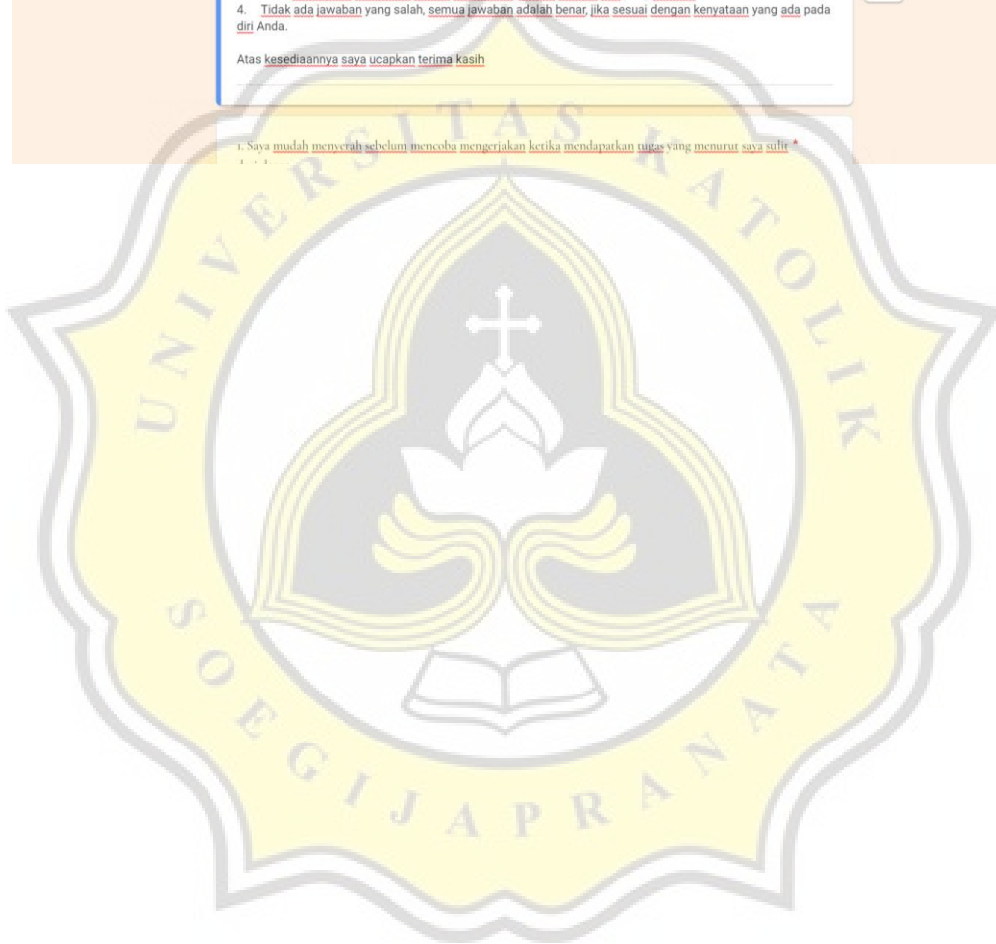 4. Tidak ada jawaban yang salah, semua jawaban adalah benar, jika sesuai dengan kenyataan yang ada pada
diri Anda.
Atas kesediaannya saya ucapkan terima kasih
1. Saya mudah menyerah sebelum mencoba mengerjakan ketika mendapatkan tugas yang menurut saya sulit *
UNIVERSITAS KATOLIK
SOEGIJAPRANATA